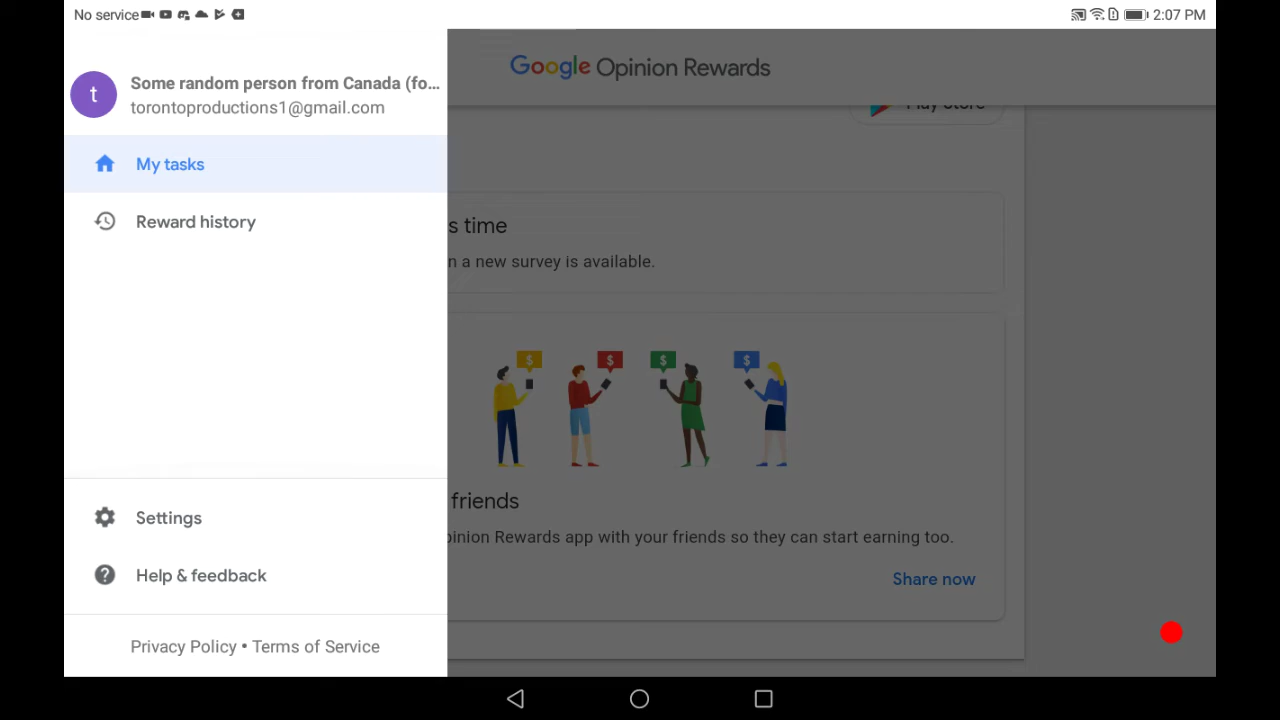 No service
2:07 PM
Some random person from Canada (fo...
torontoproductions1@gmail.com
Google Opinion Rewards
Play Store
My tasks
Reward history
s time
n a new survey is available.
$ $ $ $
friends
pinion Rewards app with your friends so they can start earning too.
Share now
Settings
Help & feedback
Privacy Policy • Terms of Service
t